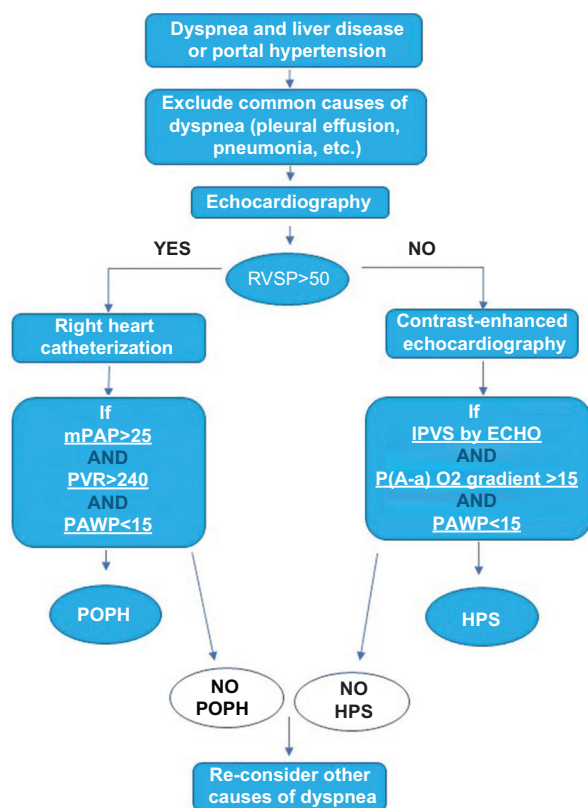 Dyspnea and liver disease
or portal hypertension
Exclude common causes of
dyspnea (pleural effusion,
pneumonia, etc.)
Echocardiography
YES
NO
RVSP>50
Right heart
catheterization
Contrast-enhanced
echocardiography
If
mPAP>25
AND
PVR>240
AND
PAWP<15
If
IPVS by ECHO
AND
P(A-a) O2 gradient >15
AND
PAWP<15
POPH
HPS
NO
POPH
NO
HPS
Re-consider other
causes of dyspnea